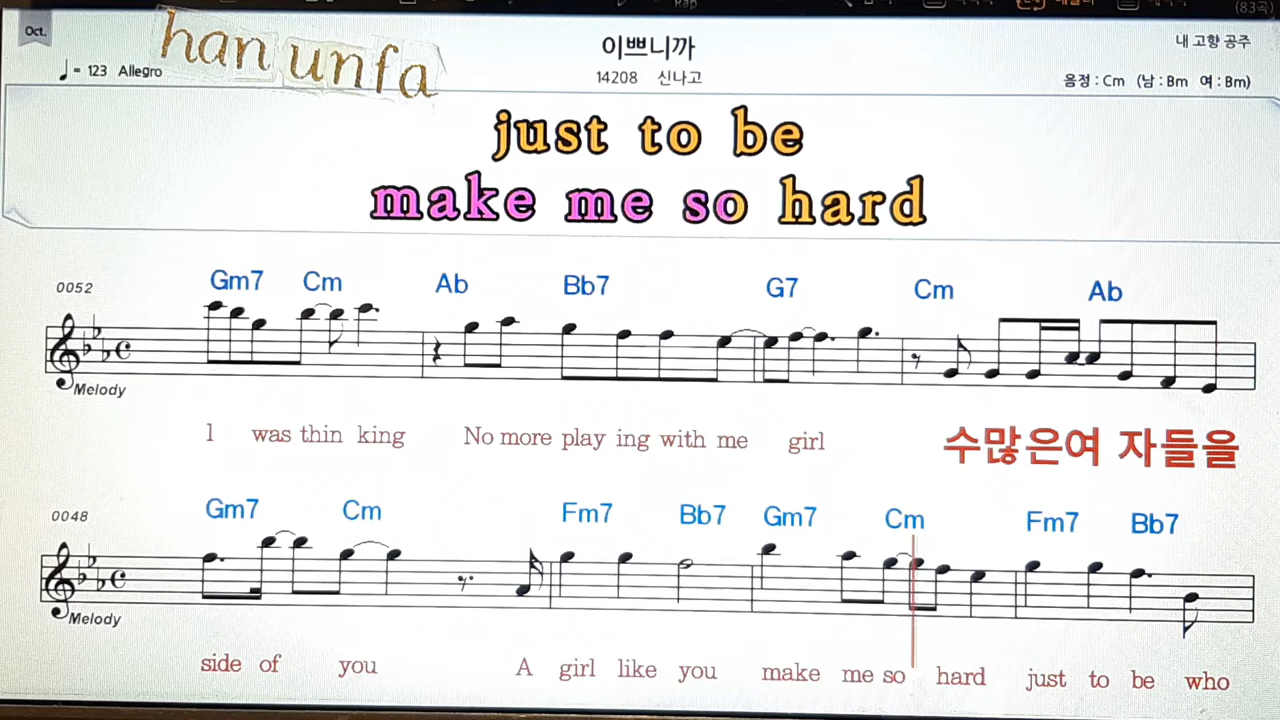 Rap
(83곡)
Oct.
han unfa
이쁘니까
내 고향 공주
♩= 123 Allegro
14208 신나고
음정 : Cm (남 : Bm 여 : Bm)
just to be
make me so hard
0052
Gm7 Cm Ab Bb7 G7 Cm Ab
Melody
I was thin king No more play ing with me girl 수많은여 자들을
0048
Gm7 Cm Fm7 Bb7 Gm7 Cm Fm7 Bb7
Melody
side of you A girl like you make me so hard just to be who